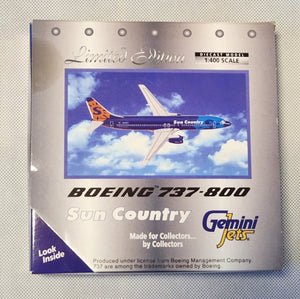 Limited Edition
DIECAST MODEL
1:400 SCALE
Sun Country
BOEING™ 737-800
Sun Country
Gemini
Jets
Made for Collectors...
by Collectors
Look
Inside
Produced under license from Boeing Management Company.
737 are among the trademarks owned by Boeing.